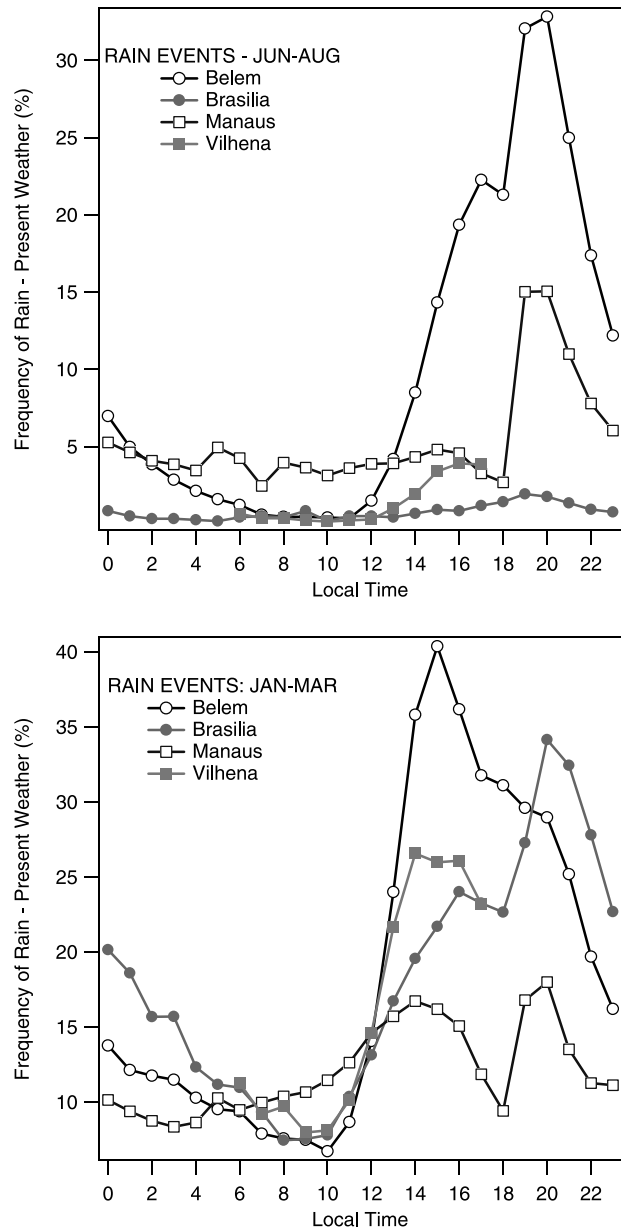 RAIN EVENTS - JUN-AUG
Belem
Brasilia
Manaus
Vilhena
Frequency of Rain - Present Weather (%)
30
25
20
15
10
5
0 2 4 6 8 10 12 14 16 18 20 22
Local Time
RAIN EVENTS: JAN-MAR
Belem
Brasilia
Manaus
Vilhena
Frequency of Rain - Present Weather (%)
40
35
30
25
20
15
10
0 2 4 6 8 10 12 14 16 18 20 22
Local Time